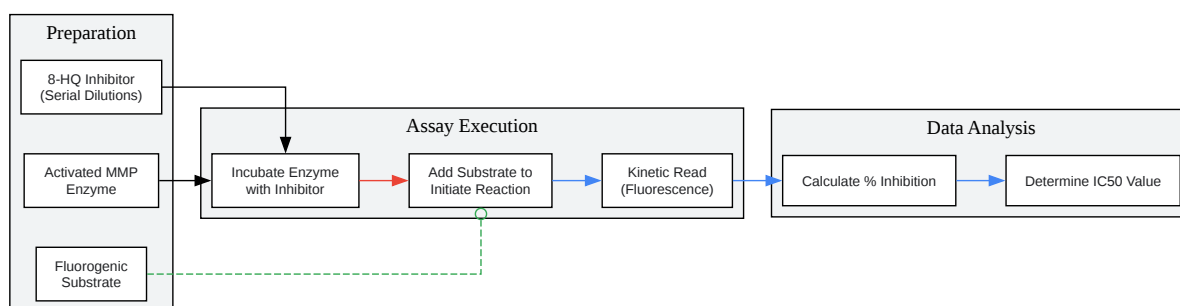 Preparation
8-HQ Inhibitor
(Serial Dilutions)
Activated MMP
Enzyme
Fluorogenic
Substrate
Assay Execution
Incubate Enzyme
with Inhibitor
Add Substrate to
Initiate Reaction
Kinetic Read
(Fluorescence)
Data Analysis
Calculate % Inhibition
Determine IC50 Value